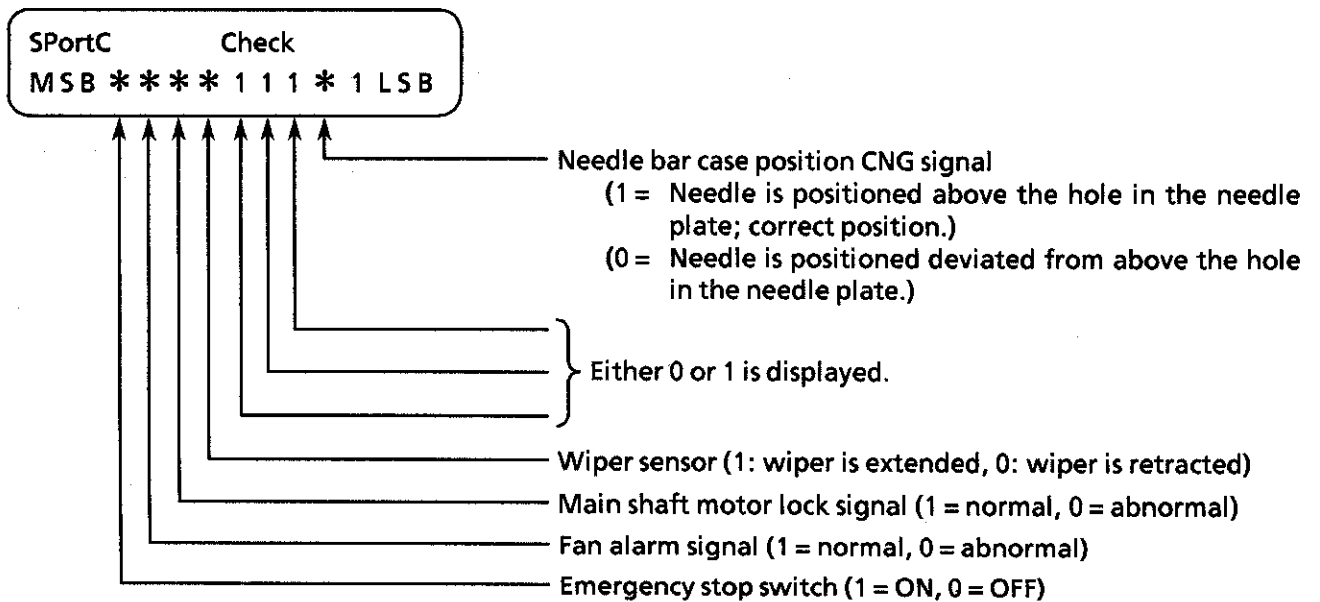 SPortC Check
MSB ✱✱✱✱111✱1 LSB
Needle bar case position CNG signal
(1 = Needle is positioned above the hole in the needle
plate; correct position.)
(0 = Needle is positioned deviated from above the hole
in the needle plate.)
Either 0 or 1 is displayed.
Wiper sensor (1: wiper is extended, 0: wiper is retracted)
Main shaft motor lock signal (1 = normal, 0 = abnormal)
Fan alarm signal (1 = normal, 0 = abnormal)
Emergency stop switch (1 = ON, 0 = OFF)